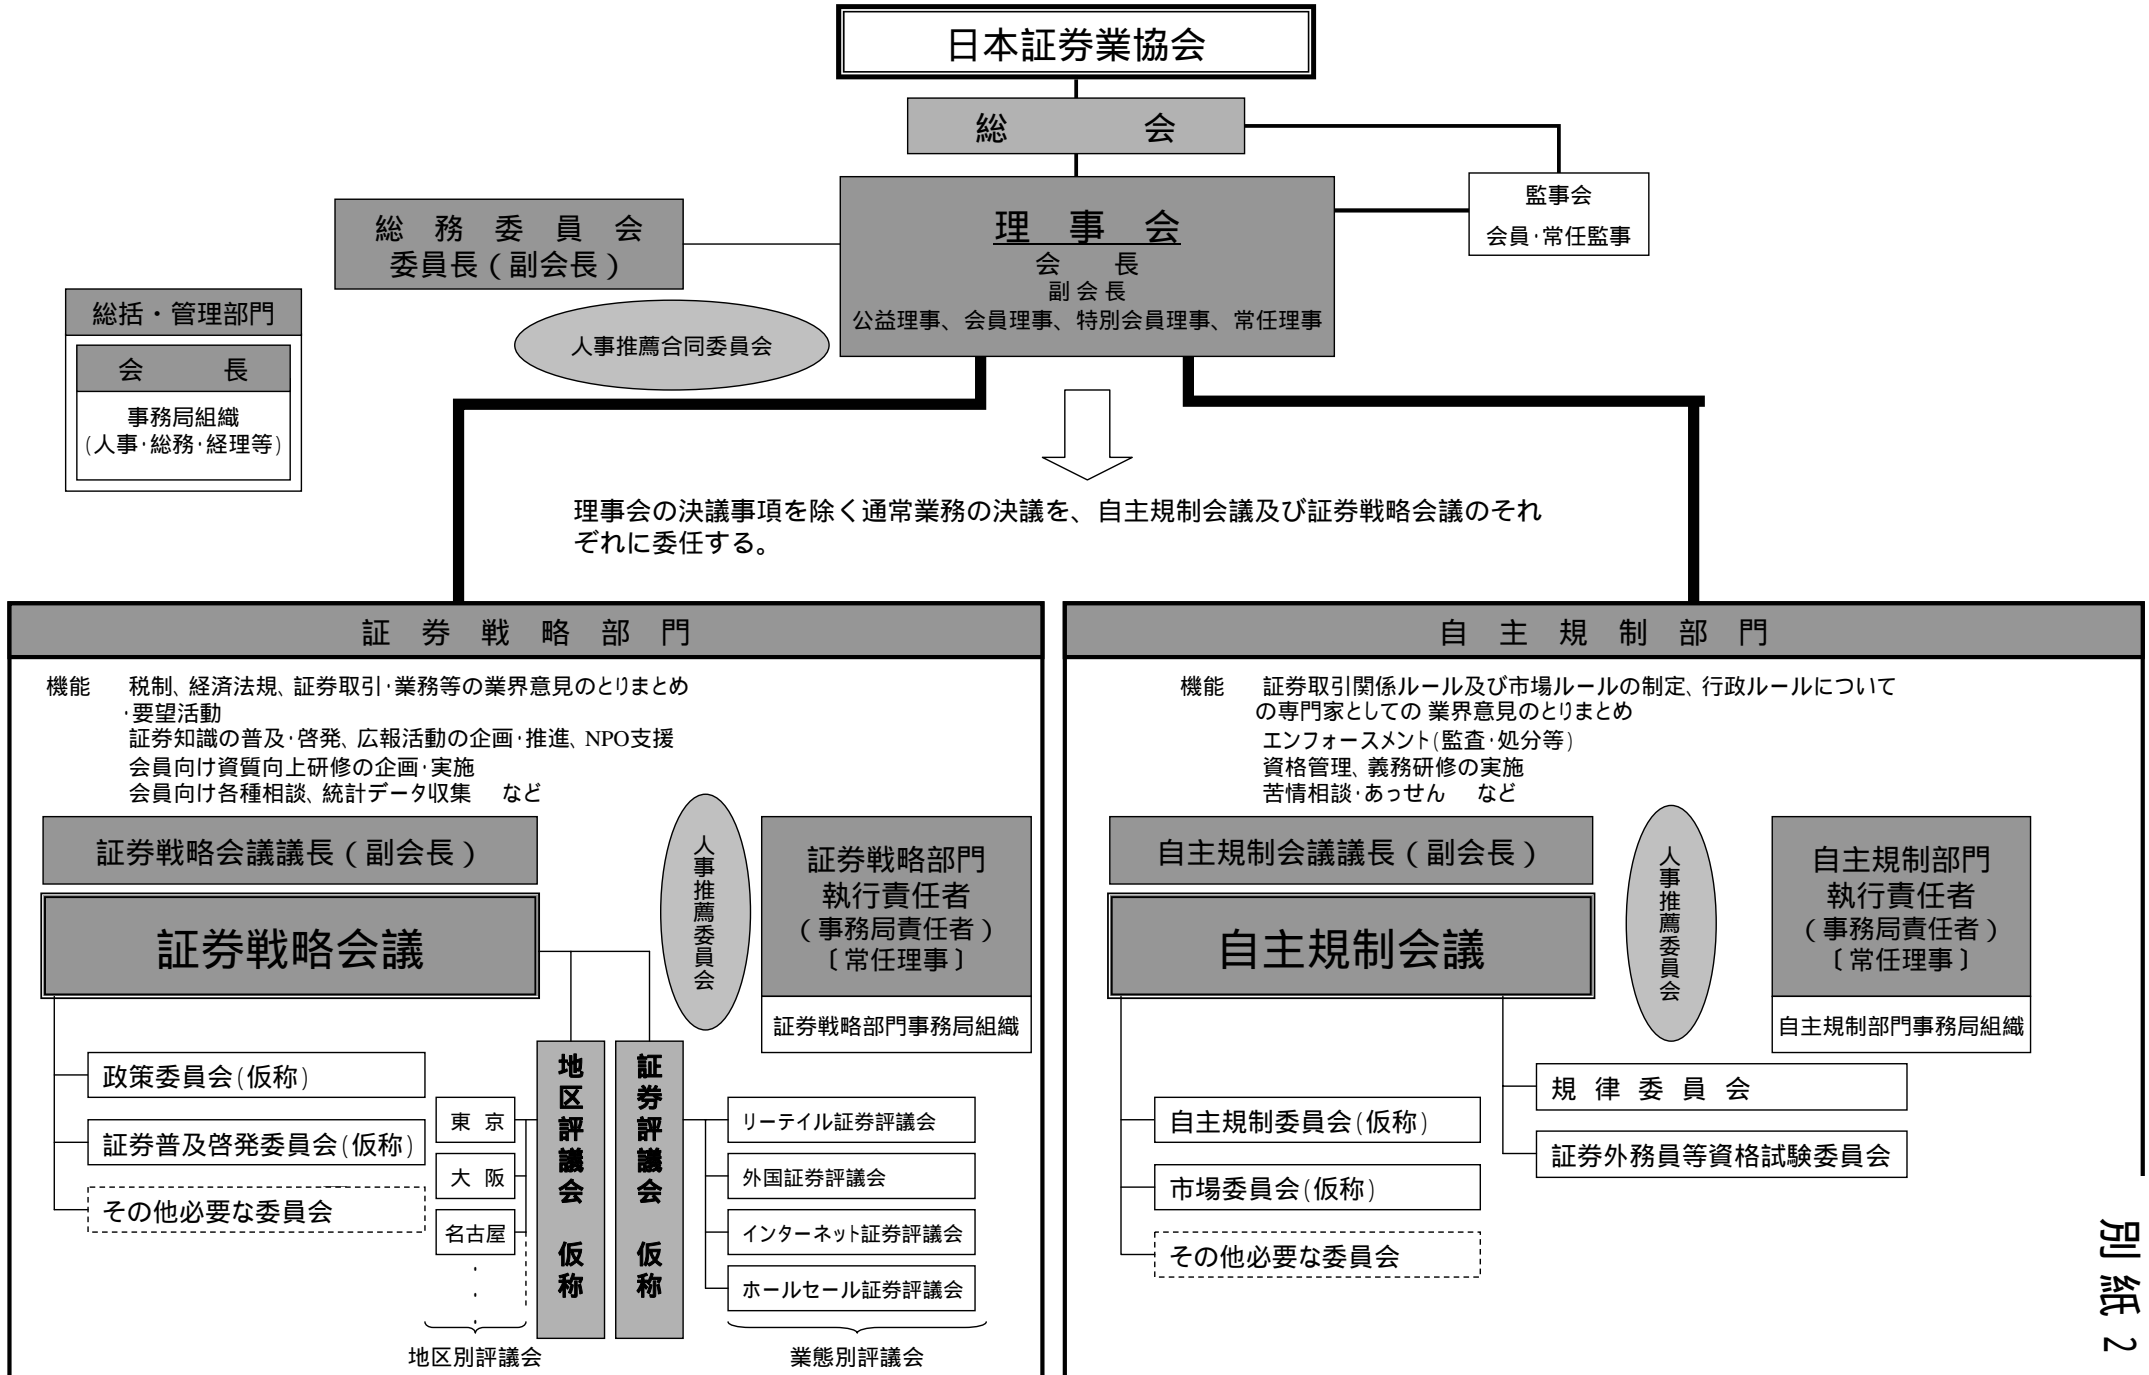 日本証券業協会
総　　会
監事会
会員･常任監事
総　務　委　員　会
委員長（副会長）
理　事　会
会　　長
副 会 長
公益理事、会員理事、特別会員理事、常任理事
人事推薦合同委員会
総括・管理部門
会　　長
事務局組織
(人事･総務･経理等)
理事会の決議事項を除く通常業務の決議を、自主規制会議及び証券戦略会議のそれ
ぞれに委任する。
証　券　戦　略　部　門
機能　税制、経済法規、証券取引･業務等の業界意見のとりまとめ
･要望活動
証券知識の普及･啓発、広報活動の企画･推進、NPO支援
会員向け資質向上研修の企画･実施
会員向け各種相談、統計データ収集　など
証券戦略会議議長（副会長）
証券戦略会議
人事推薦委員会
証券戦略部門
執行責任者
（事務局責任者）
〔常任理事〕
証券戦略部門事務局組織
政策委員会(仮称)
証券普及啓発委員会(仮称)
その他必要な委員会
東 京
大 阪
名古屋
･
･
･
地区評議会　仮称
証券評議会　仮称
リーテイル証券評議会
外国証券評議会
インターネット証券評議会
ホールセール証券評議会
地区別評議会
業態別評議会
自　主　規　制　部　門
機能　証券取引関係ルール及び市場ルールの制定、行政ルールについて
の専門家としての 業界意見のとりまとめ
エンフォースメント(監査･処分等)
資格管理、義務研修の実施
苦情相談･あっせん　など
自主規制会議議長（副会長）
自主規制会議
人事推薦委員会
自主規制部門
執行責任者
（事務局責任者）
〔常任理事〕
自主規制部門事務局組織
規 律 委 員 会
証券外務員等資格試験委員会
自主規制委員会(仮称)
市場委員会(仮称)
その他必要な委員会
別紙２